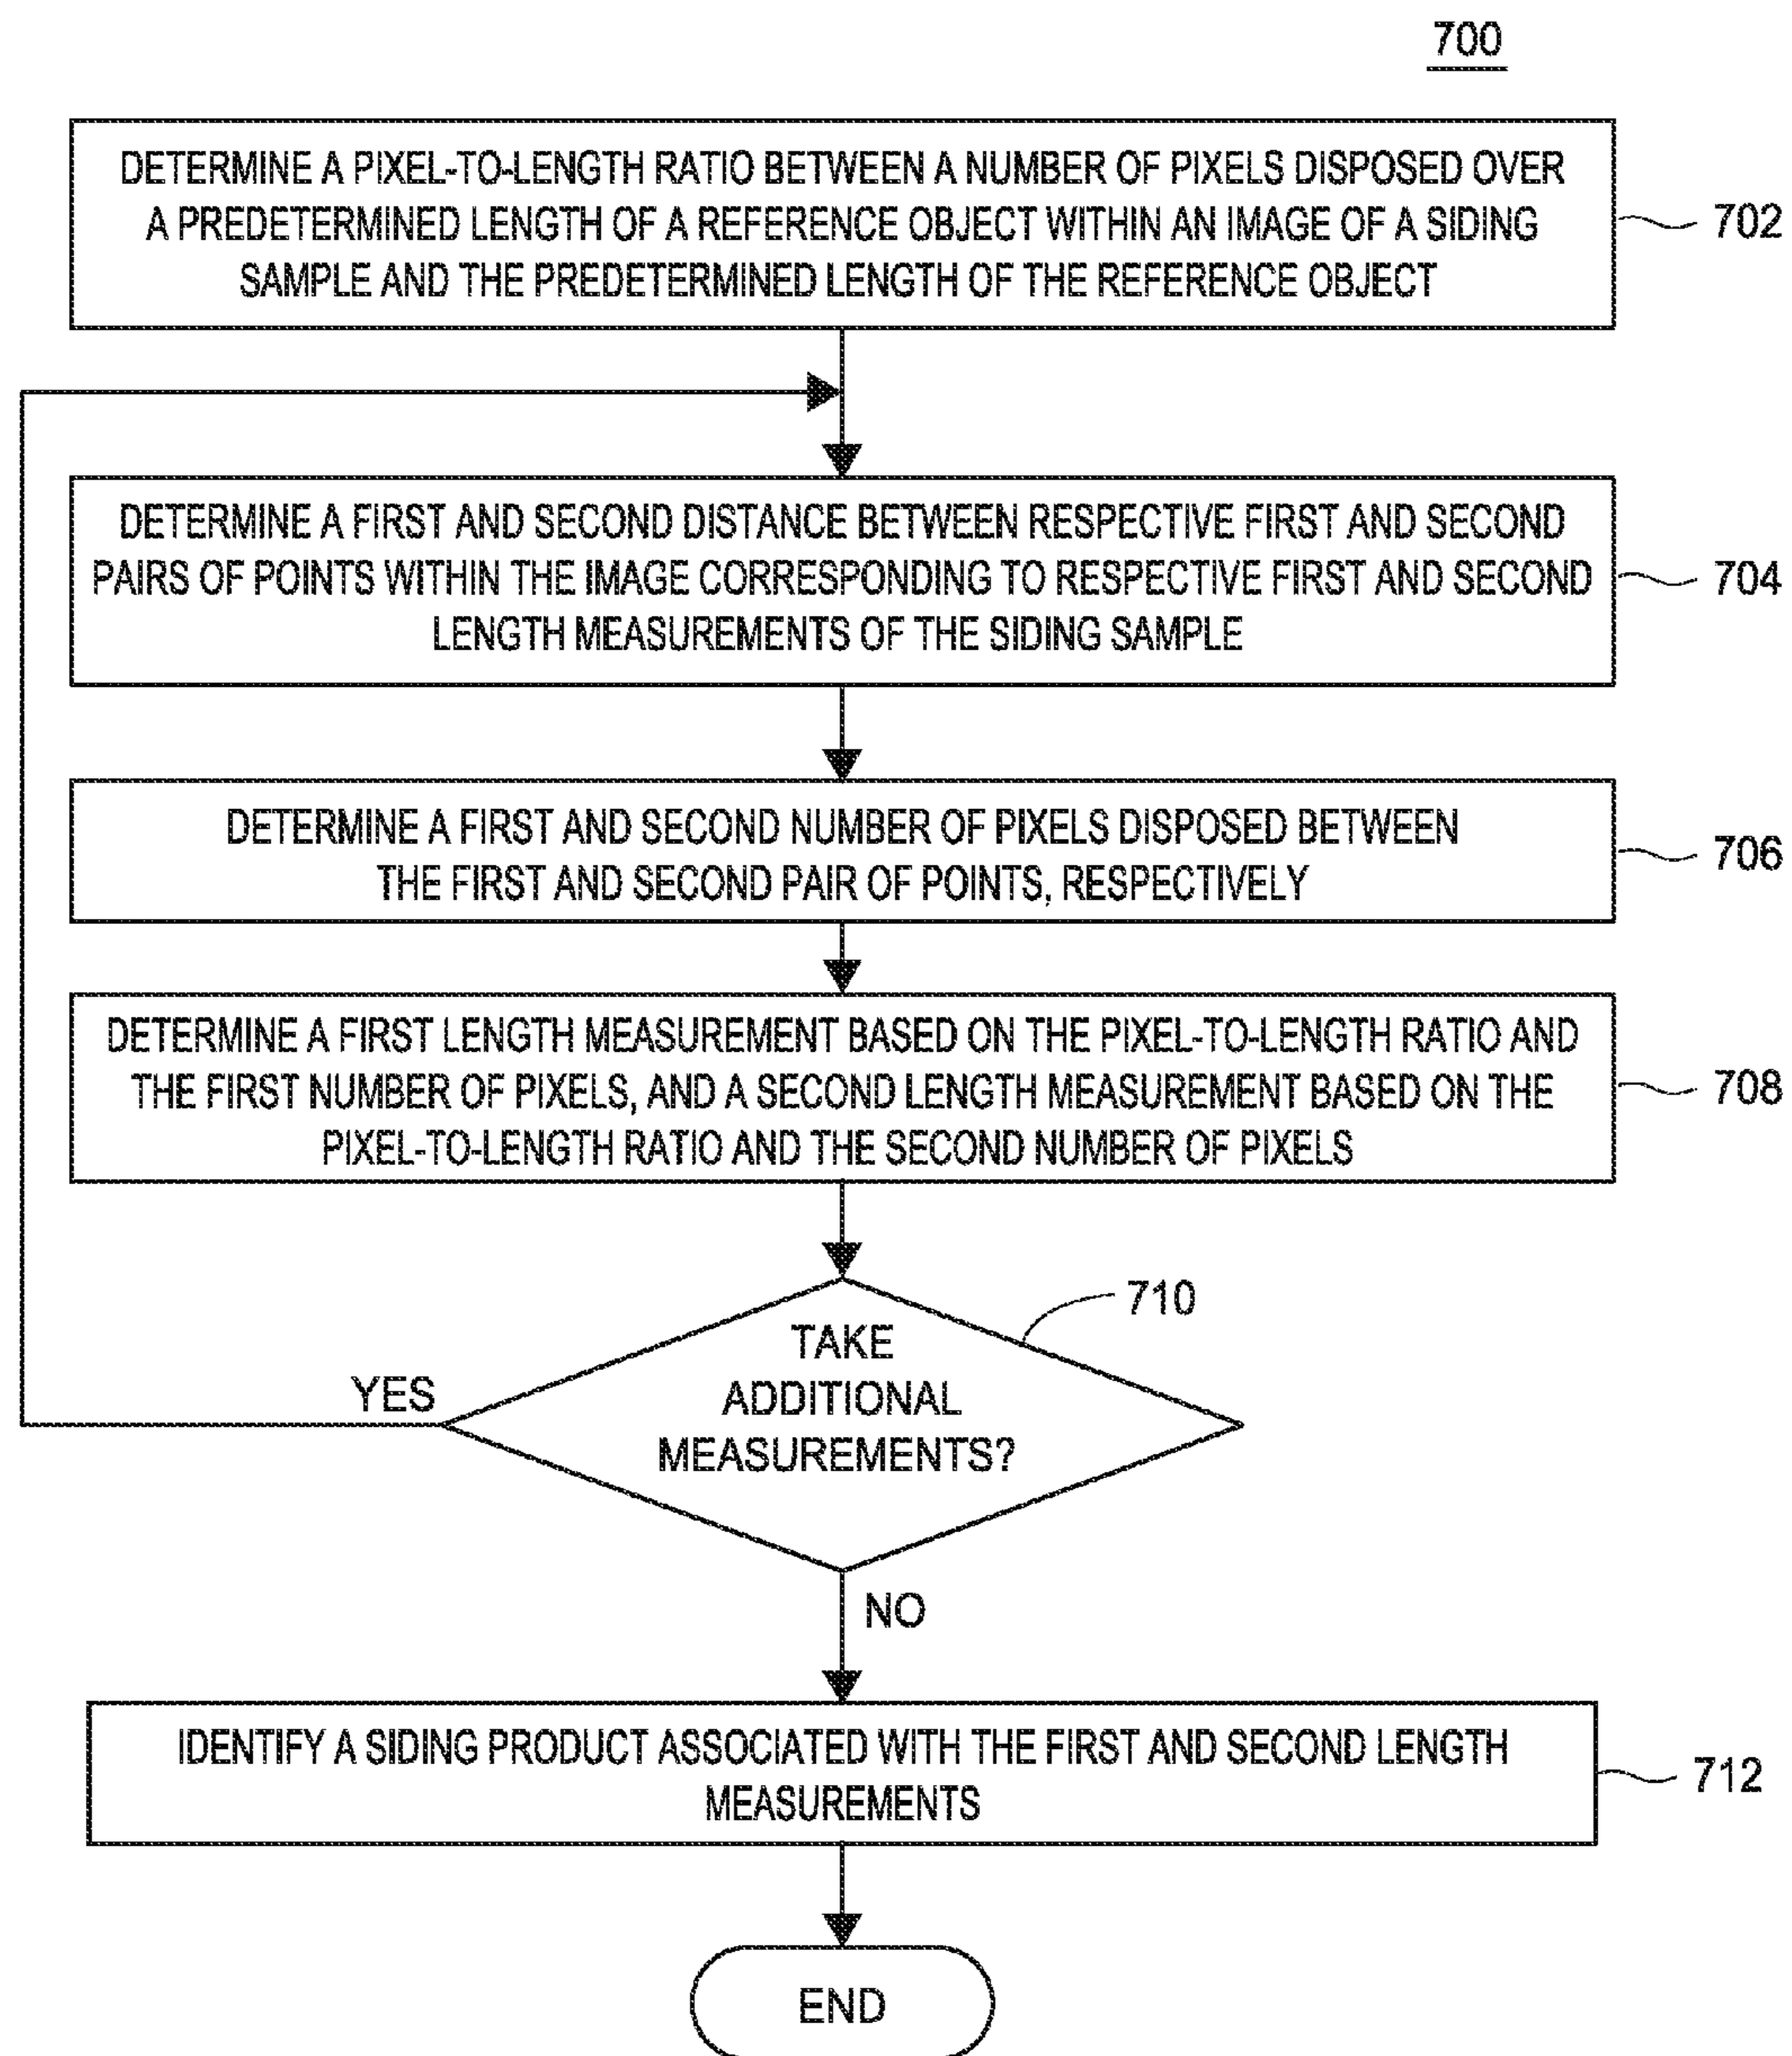 700
DETERMINE A PIXEL-TO-LENGTH RATIO BETWEEN A NUMBER OF PIXELS DISPOSED OVER
A PREDETERMINED LENGTH OF A REFERENCE OBJECT WITHIN AN IMAGE OF A SIDING
SAMPLE AND THE PREDETERMINED LENGTH OF THE REFERENCE OBJECT
702
DETERMINE A FIRST AND SECOND DISTANCE BETWEEN RESPECTIVE FIRST AND SECOND
PAIRS OF POINTS WITHIN THE IMAGE CORRESPONDING TO RESPECTIVE FIRST AND SECOND
LENGTH MEASUREMENTS OF THE SIDING SAMPLE
704
DETERMINE A FIRST AND SECOND NUMBER OF PIXELS DISPOSED BETWEEN
THE FIRST AND SECOND PAIR OF POINTS, RESPECTIVELY
706
DETERMINE A FIRST LENGTH MEASUREMENT BASED ON THE PIXEL-TO-LENGTH RATIO AND
THE FIRST NUMBER OF PIXELS, AND A SECOND LENGTH MEASUREMENT BASED ON THE
PIXEL-TO-LENGTH RATIO AND THE SECOND NUMBER OF PIXELS
708
710
TAKE
ADDITIONAL
MEASUREMENTS?
YES
NO
IDENTIFY A SIDING PRODUCT ASSOCIATED WITH THE FIRST AND SECOND LENGTH
MEASUREMENTS
712
END